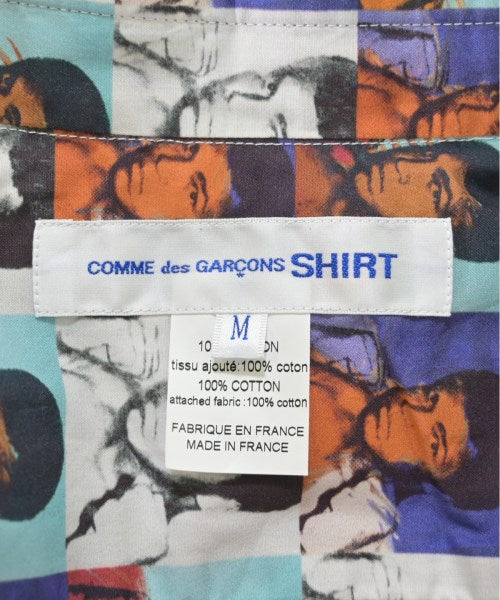 COMME des GARÇONS SHIRT
M
tissu ajouté:100% coton
100% COTTON
attached fabric:100% cotton
FABRIQUE EN FRANCE
MADE IN FRANCE